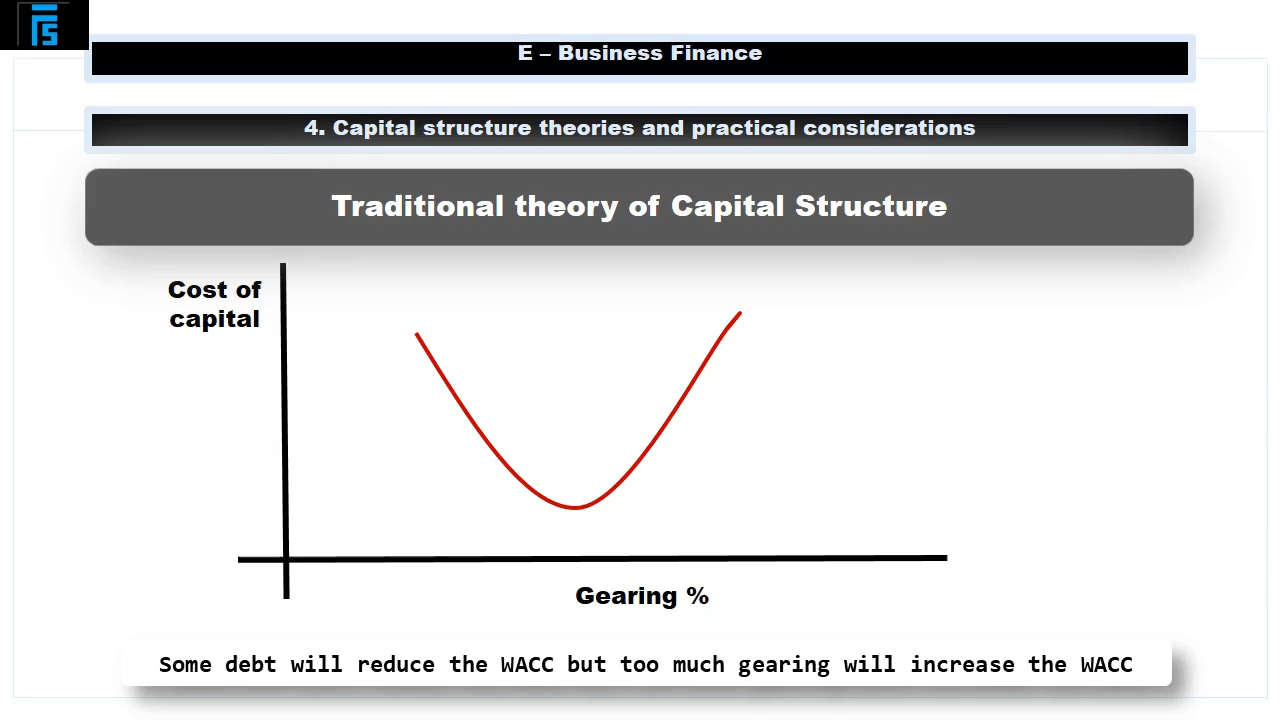 E – Business Finance
4. Capital structure theories and practical considerations
Traditional theory of Capital Structure
Cost of
capital
Gearing %
Some debt will reduce the WACC but too much gearing will increase the WACC